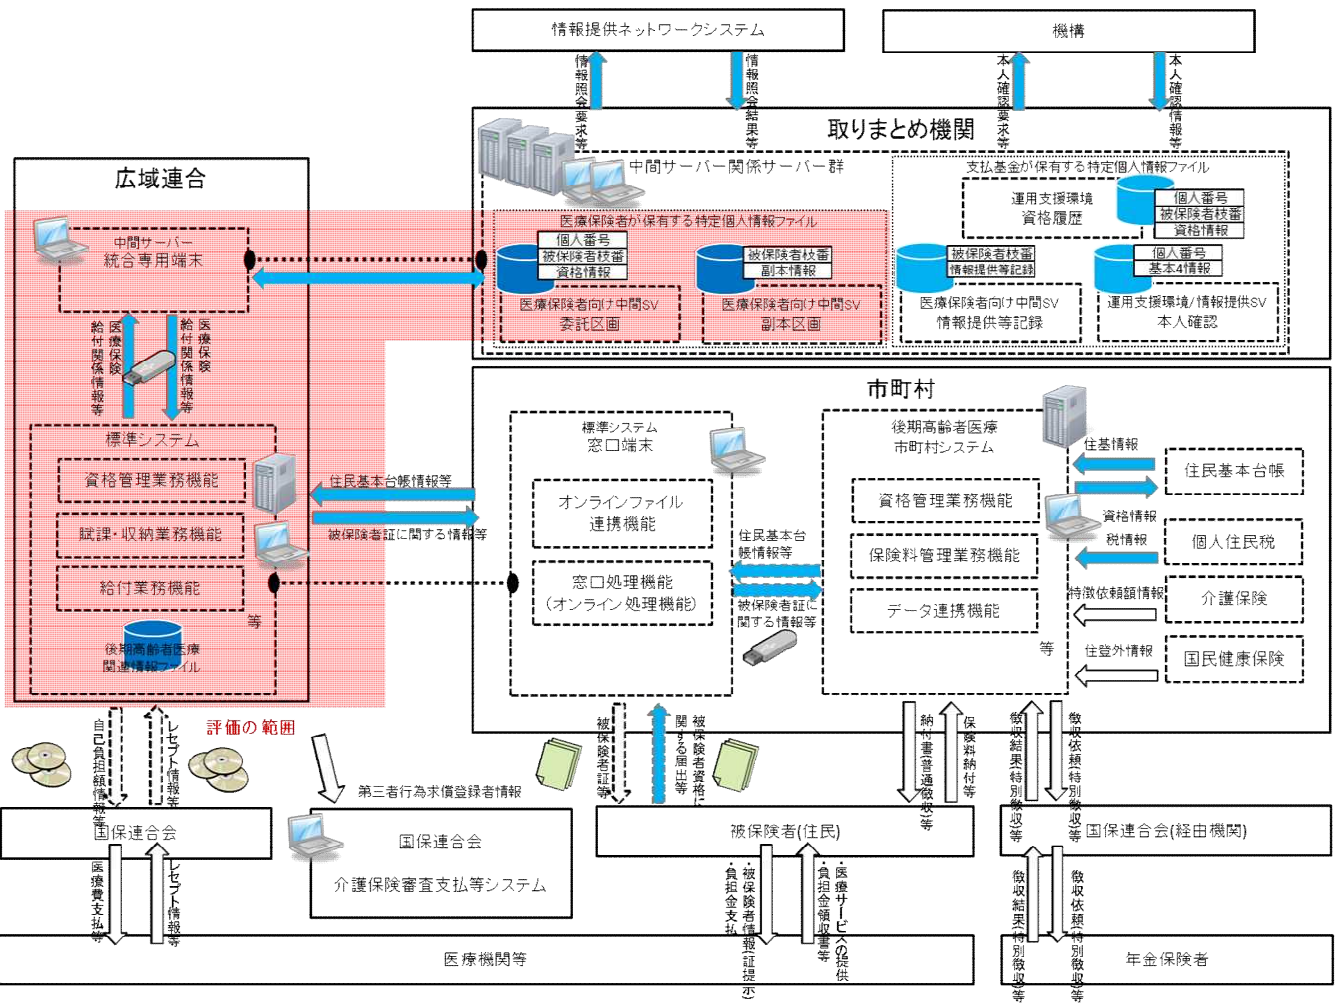 情報提供ネットワークシステム
機構
情報照会要求等
情報照会結果等
本人確認要求等
本人確認情報等
取りまとめ機関
中間サーバー関係サーバー群
支払基金が保有する特定個人情報ファイル
運用支援環境
資格履歴
個人番号
被保険者枝番
資格情報
医療保険者が保有する特定個人情報ファイル
個人番号
被保険者枝番
資格情報
医療保険者向け中間SV
委託区画
被保険者枝番
副本情報
医療保険者向け中間SV
副本区画
被保険者枝番
情報提供等記録
医療保険者向け中間SV
情報提供等記録
個人番号
基本4情報
運用支援環境/情報提供SV
本人確認
広域連合
中間サーバー
統合専用端末
医療保険
給付関係情報等
医療保険
給付関係情報等
標準システム
資格管理業務機能
賦課・収納業務機能
給付業務機能
等
後期高齢者医療
関連情報ファイル
評価の範囲
住民基本台帳情報等
被保険者証に関する情報等
市町村
標準システム
窓口端末
オンラインファイル
連携機能
窓口処理機能
(オンライン処理機能)
住民基本台
帳情報等
被保険者証に
関する情報等
後期高齢者医療
市町村システム
資格管理業務機能
保険料管理業務機能
データ連携機能
等
住基情報
住民基本台帳
資格情報
税情報
個人住民税
特徴依頼額情報
介護保険
住登外情報
国民健康保険
自己負担額情報等
レセプト情報等
第三者行為求償登録者情報
被保険者証等
被保険者資格に
関する届出等
納付書(普通徴収)等
保険料納付等
徴収結果(特別徴収)等
徴収依頼(特別徴収)等
国保連合会
国保連合会
介護保険審査支払等システム
被保険者(住民)
国保連合会(経由機関)
医療費支払等
レセプト情報等
・被保険者情報(証提示)
・負担金支払
・医療サービスの提供
・負担金領収書等
徴収結果(特別徴収)等
徴収依頼(特別徴収)等
医療機関等
年金保険者